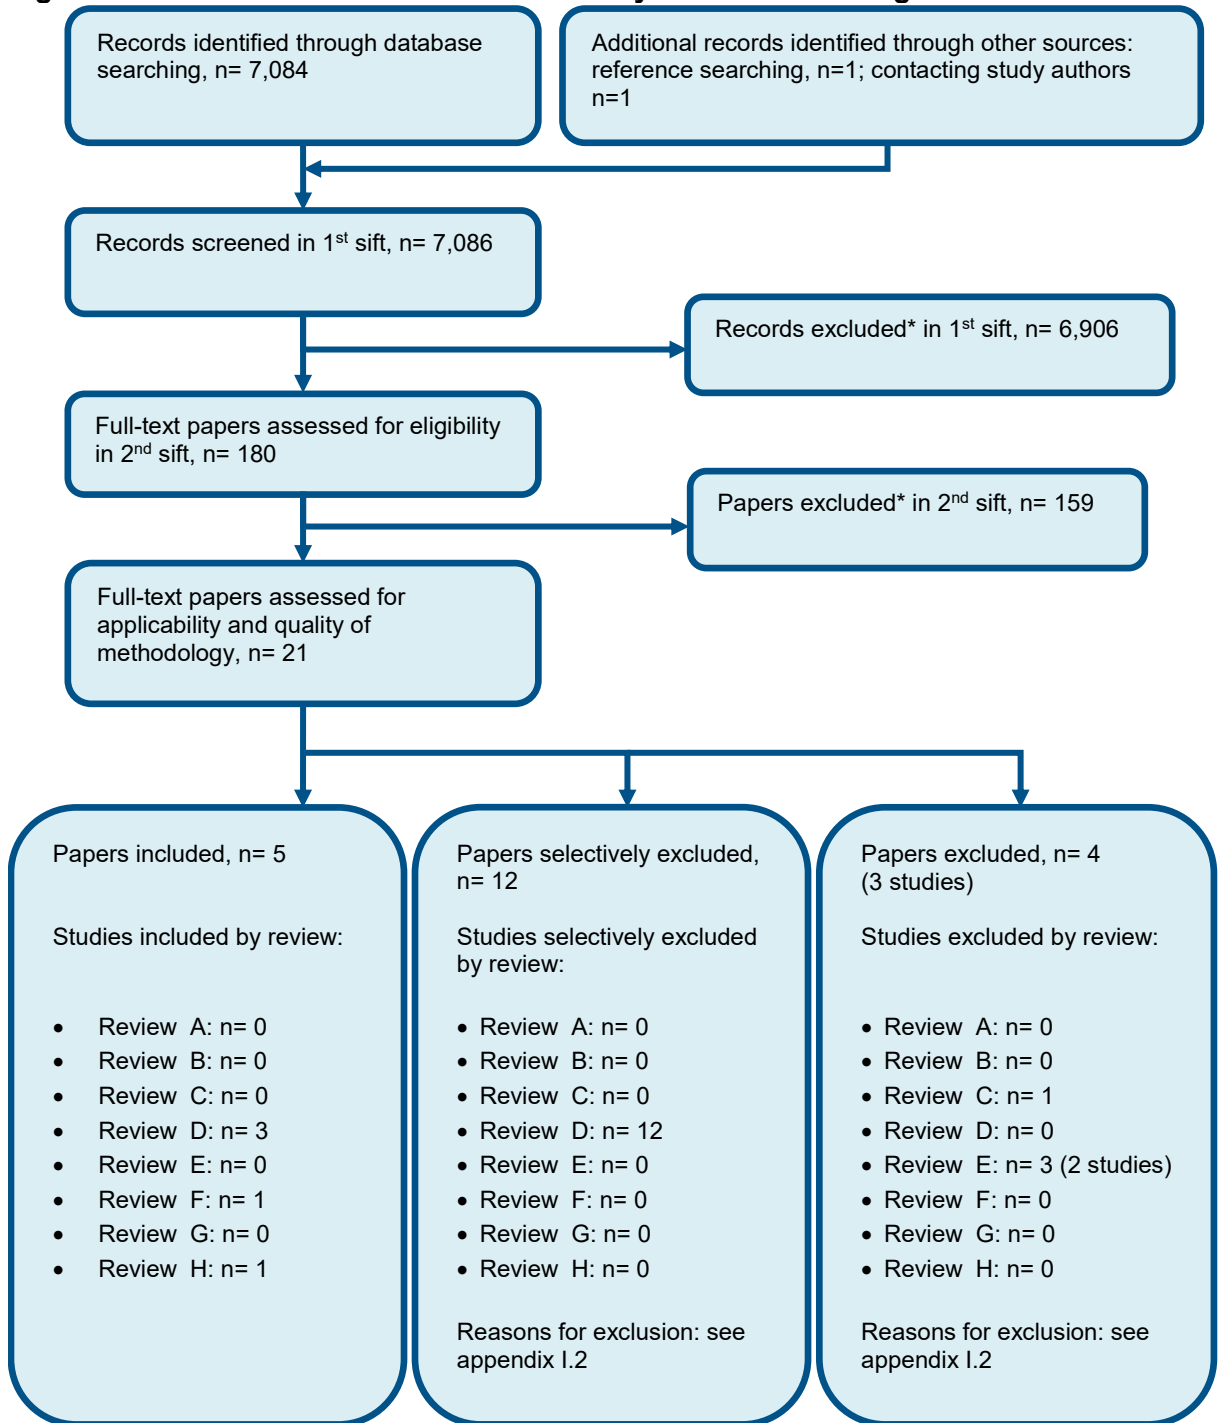 Records identified through database
searching, n= 7,084
Additional records identified through other sources:
reference searching, n=1; contacting study authors
n=1
Records screened in 1st sift, n= 7,086
Records excluded* in 1st sift, n= 6,906
Full-text papers assessed for eligibility
in 2nd sift, n= 180
Papers excluded* in 2nd sift, n= 159
Full-text papers assessed for
applicability and quality of
methodology, n= 21
Papers included, n= 5
Studies included by review:
• Review A: n= 0
• Review B: n= 0
• Review C: n= 0
• Review D: n= 3
• Review E: n= 0
• Review F: n= 1
• Review G: n= 0
• Review H: n= 1
Papers selectively excluded,
n= 12
Studies selectively excluded
by review:
• Review A: n= 0
• Review B: n= 0
• Review C: n= 0
• Review D: n= 12
• Review E: n= 0
• Review F: n= 0
• Review G: n= 0
• Review H: n= 0
Reasons for exclusion: see
appendix I.2
Papers excluded, n= 4
(3 studies)
Studies excluded by review:
• Review A: n= 0
• Review B: n= 0
• Review C: n= 1
• Review D: n= 0
• Review E: n= 3 (2 studies)
• Review F: n= 0
• Review G: n= 0
• Review H: n= 0
Reasons for exclusion: see
appendix I.2